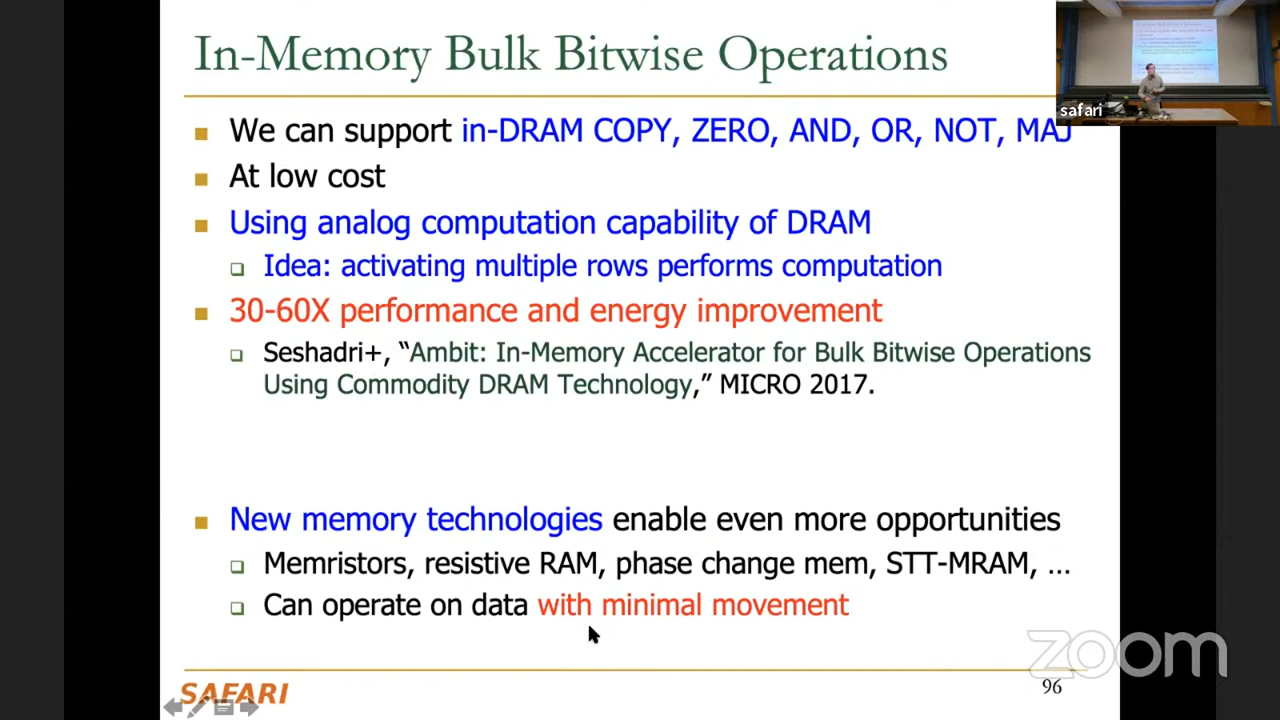 In-Memory Bulk Bitwise Operations
We can support in-DRAM COPY, ZERO, AND, OR, NOT, MAJ
At low cost
Using analog computation capability of DRAM
Idea: activating multiple rows performs computation
30-60X performance and energy improvement
Seshadri+, “Ambit: In-Memory Accelerator for Bulk Bitwise Operations
Using Commodity DRAM Technology,” MICRO 2017.
New memory technologies enable even more opportunities
Memristors, resistive RAM, phase change mem, STT-MRAM, ...
Can operate on data with minimal movement
SAFARI
96
zoom
safari